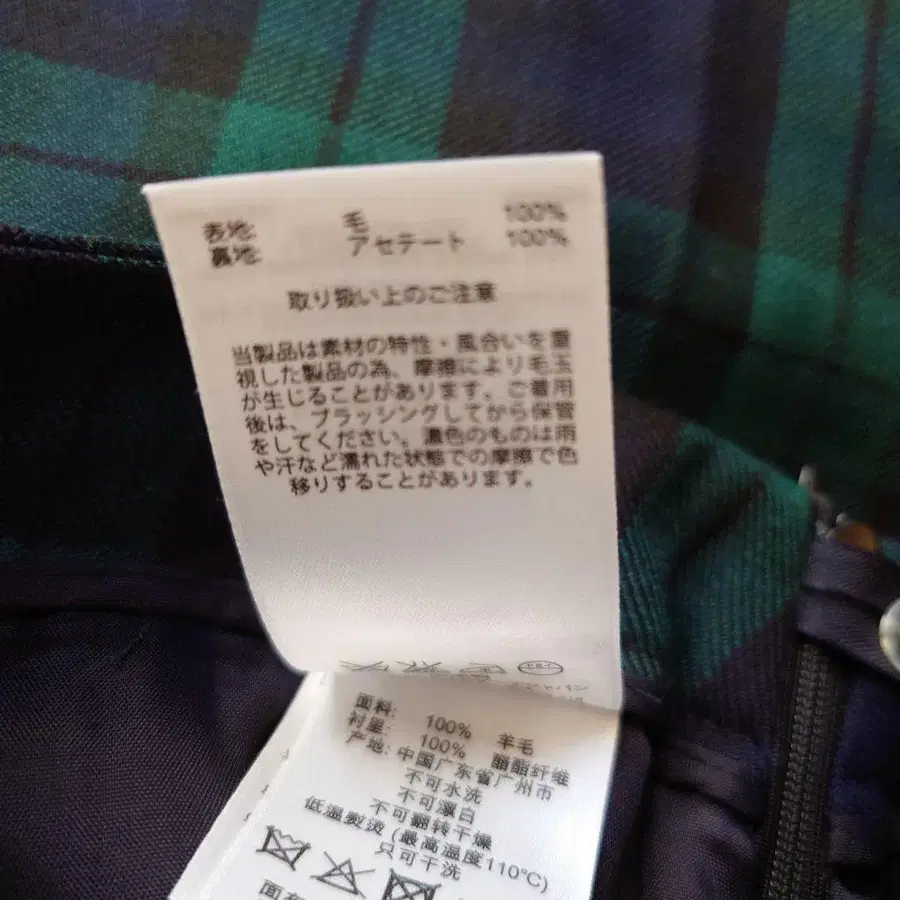 表地: 毛 100%
裏地: アセテート 100%
取り扱い上のご注意
当製品は素材の特性・風合いを重
視した製品の為、摩擦により毛玉
が生じることがあります。ご着用
後は、ブラッシングしてから保管
をしてください。濃色のものは雨
や汗など濡れた状態での摩擦で色
移りすることがあります。
ジャパン
面料: 100% 羊毛
衬里: 100% 醋酯纤维
产地: 中国广东省广州市
不可水洗
不可漂白
不可翻转干燥
低温熨烫 (最高温度110°C)
只可干洗